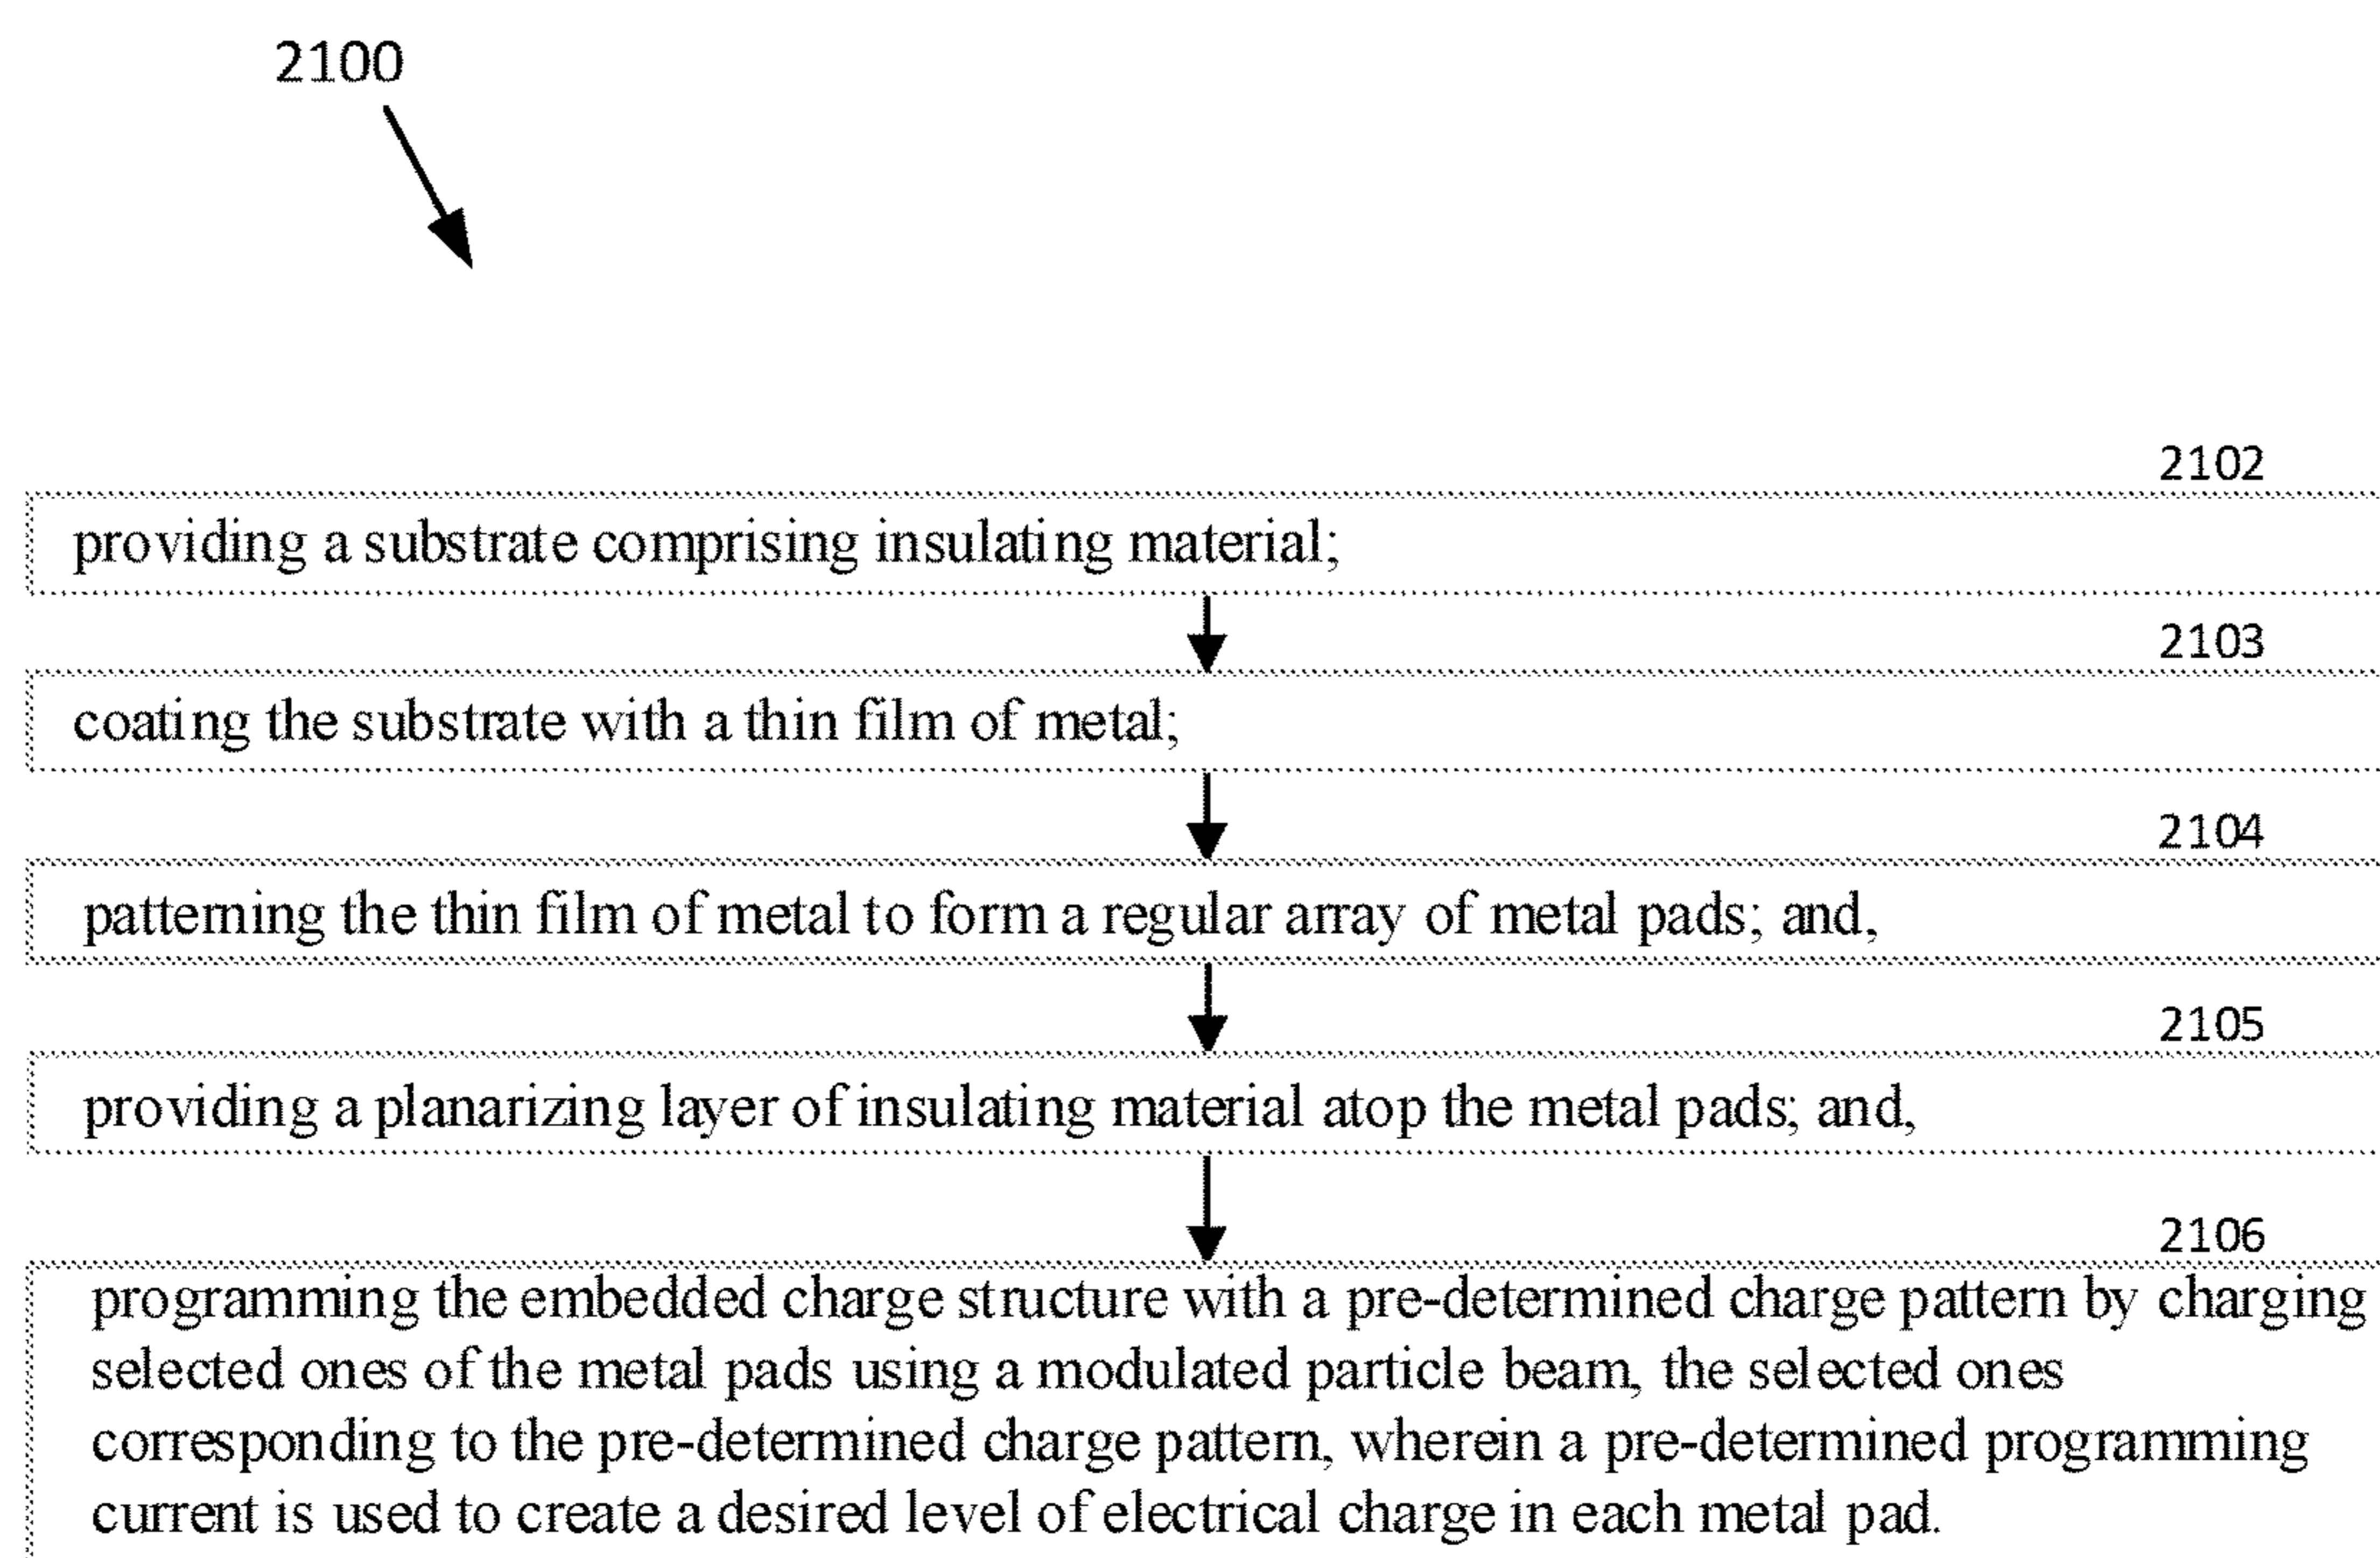 2100
2102
providing a substrate comprising insulating material;
2103
coating the substrate with a thin film of metal;
2104
patterning the thin film of metal to form a regular array of metal pads; and,
2105
providing a planarizing layer of insulating material atop the metal pads; and,
2106
programming the embedded charge structure with a pre-determined charge pattern by charging
selected ones of the metal pads using a modulated particle beam, the selected ones
corresponding to the pre-determined charge pattern, wherein a pre-determined programming
current is used to create a desired level of electrical charge in each metal pad.